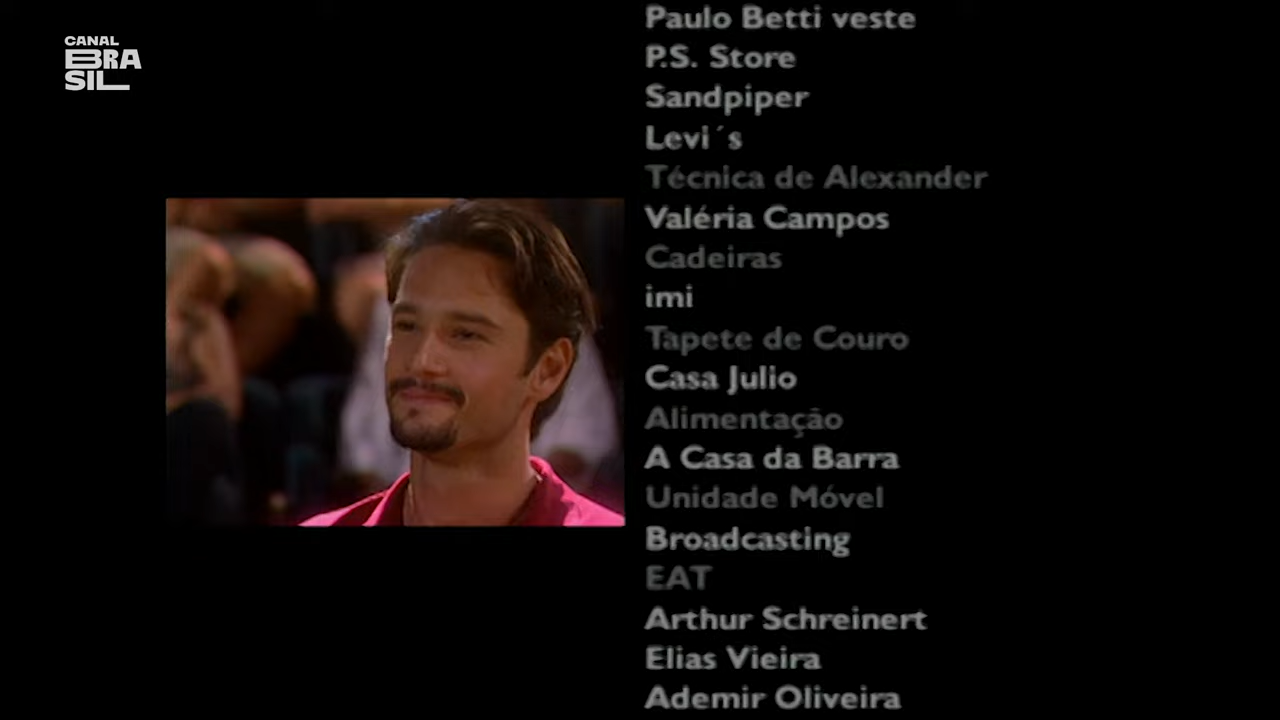 CANAL
BRA
SIL
Paulo Betti veste
P.S. Store
Sandpiper
Levi´s
Técnica de Alexander
Valéria Campos
Cadeiras
imi
Tapete de Couro
Casa Julio
Alimentação
A Casa da Barra
Unidade Móvel
Broadcasting
EAT
Arthur Schreinert
Elias Vieira
Ademir Oliveira